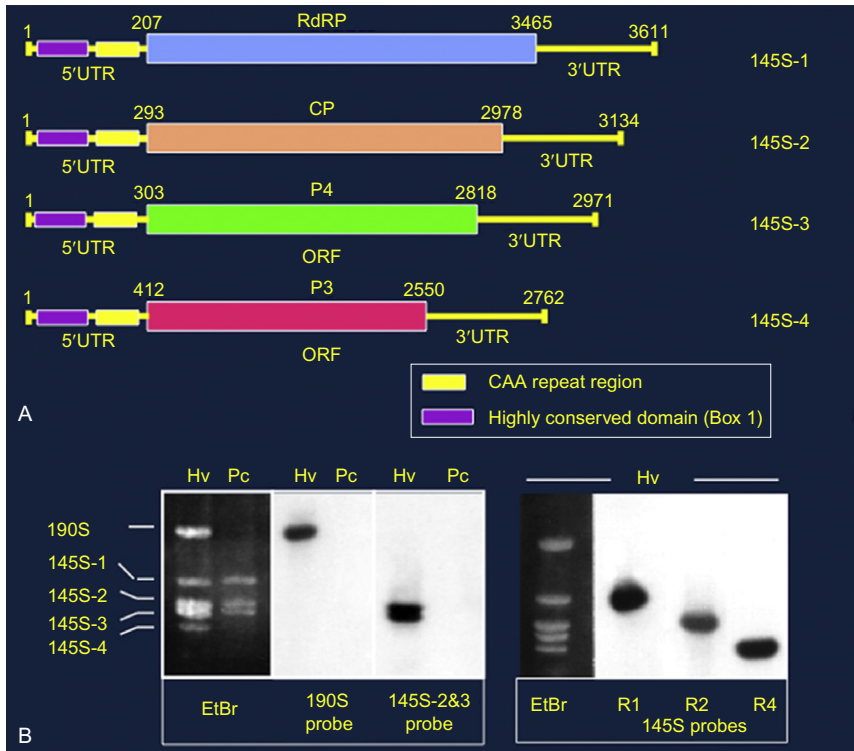 1 207 RdRP 3465 3611
5′UTR 3′UTR 145S-1
1 293 CP 2978 3134
5′UTR 3′UTR 145S-2
1 303 P4 2818 2971
5′UTR ORF 3′UTR 145S-3
1 412 P3 2550 2762
5′UTR ORF 3′UTR 145S-4
CAA repeat region
Highly conserved domain (Box 1)
A
Hv Pc Hv Pc Hv Pc Hv
190S
145S-1
145S-2
145S-3
145S-4
EtBr 190S probe 145S-2&3 probe
EtBr R1 R2 R4
145S probes
B